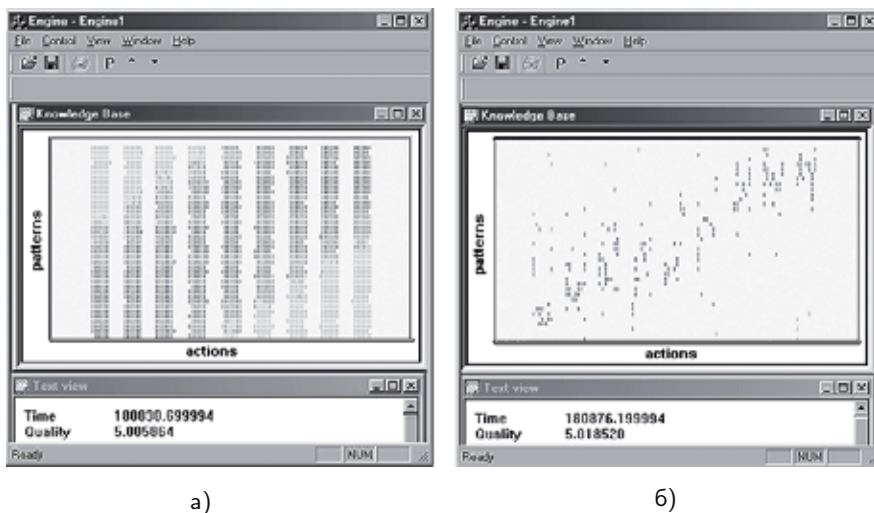 Engine - Engine1
File Control View Window Help
P
Knowledge Base
patterns
actions
Text view
Time 180030.699994
Quality 5.005864
Ready NUM
а)
Engine - Engine1
File Control View Window Help
P
Knowledge Base
patterns
actions
Text view
Time 180876.199994
Quality 5.018520
Ready NUM
б)